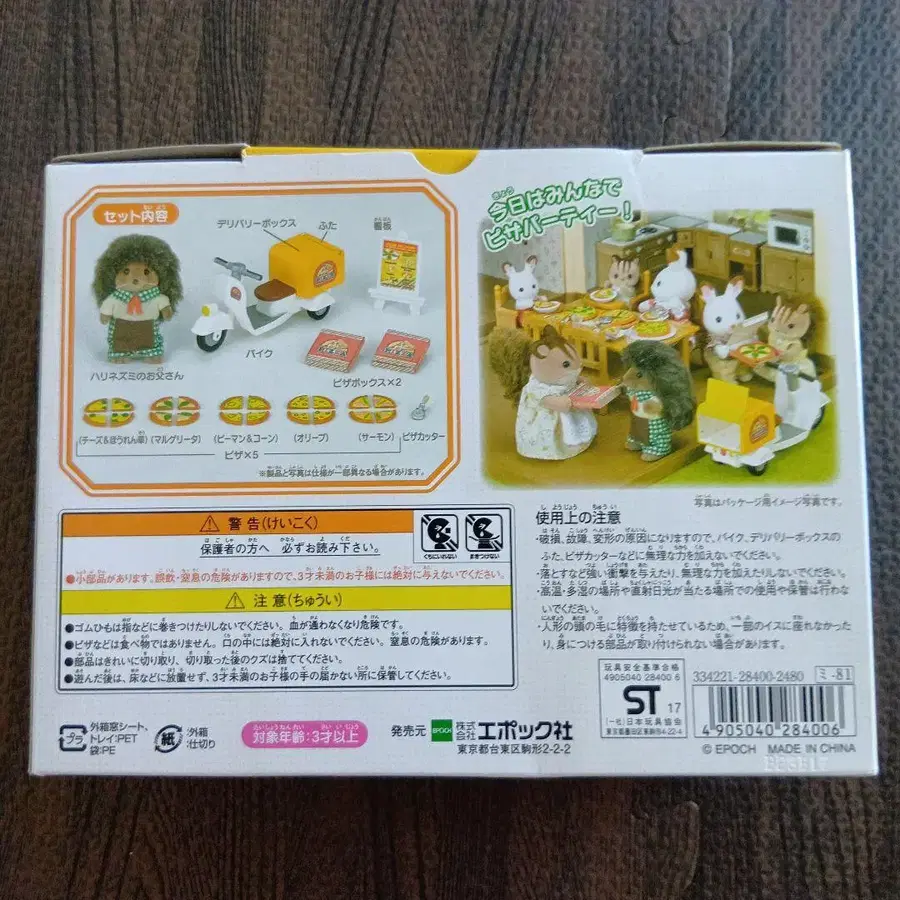 セット内容
デリバリーボックス
ふた
看板
バイク
ハリネズミのお父さん
ピザボックス×2
(チーズ&ほうれん草)
(マルグリータ)
(ピーマン&コーン)
(オリーブ)
(サーモン)
ピザカッター
ピザ×5
※製品と写真は仕様が一部異なる場合があります。
今日はみんなで
ピザパーティー!
写真はパッケージ用イメージ写真です。
警告(けいこく)
保護者の方へ 必ずお読み下さい。
くちにいれない
まきつけない
●小部品があります。誤飲・窒息の危険がありますので、3才未満のお子様には絶対に与えないでください。
注意(ちゅうい)
●ゴムひもは指などに巻きつけたりしないでください。血が通わなくなり危険です。
●ピザなどは食べ物ではありません。口の中には絶対に入れないでください。窒息の危険があります。
●部品はきれいに切り取り、切り取った後のクズは捨ててください。
●遊んだ後は、床などに放置せず、3才未満のお子様の手の届かない所に保管してください。
使用上の注意
・破損、故障、変形の原因になりますので、バイク、デリバリーボックスの
ふた、ピザカッターなどに無理な力を加えないでください。
・落とすなど強い衝撃を与えたり、無理な力を加えたりしないでください。
・高温・多湿の場所や直射日光が当たる場所での使用や保管は行わな
いでください。
・人形の頭の毛に特徴を持たせているため、一部のイスに座れなかった
り、身につける部品が取り付けられない場合があります。
プラ
外箱窓シート、
トレイ:PET
袋:PE
紙
:外箱
:仕切り
対象年齢:3才以上
発売元
EPOCH
株式会社
エポック社
東京都台東区駒形2-2-2
玩具安全基準合格
4905040 28400 6
ST 17
(一社)日本玩具協会
東京都墨田区東駒形4-22-4
334221-28400-2480
ミ-81
4 905040 284006
© EPOCH MADE IN CHINA